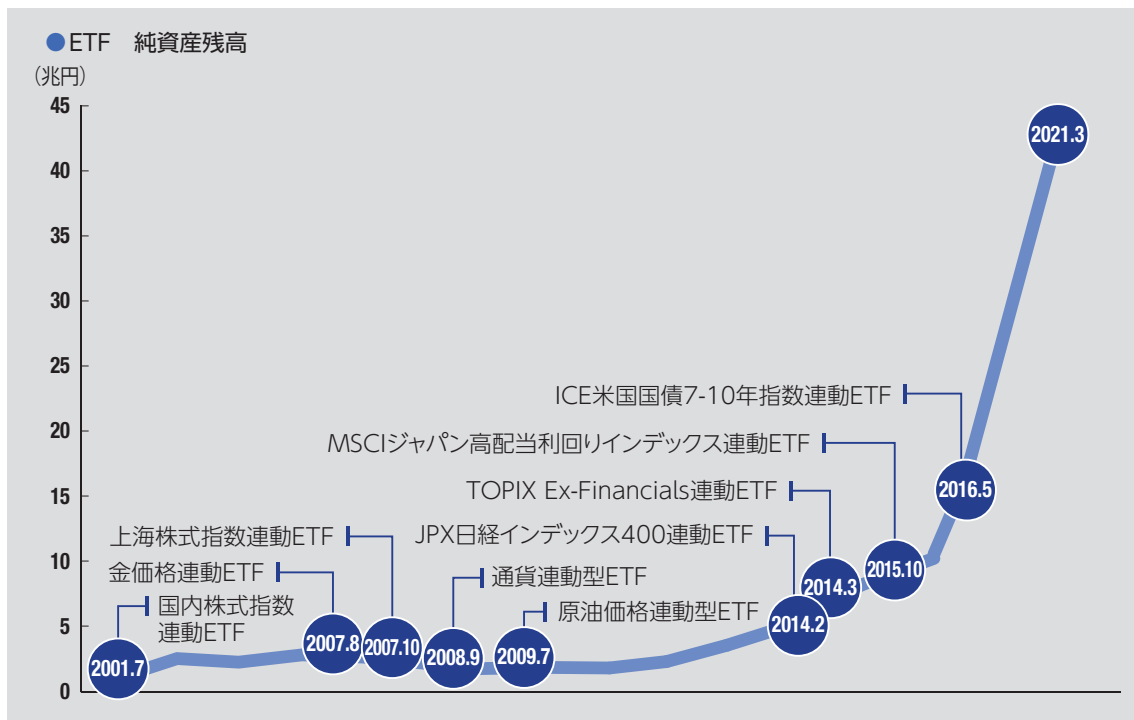 ●ETF 純資産残高
(兆円)
45
40
35
30
25
20
15
10
5
0
2021.3
ICE米国国債7-10年指数連動ETF
MSCIジャパン高配当利回りインデックス連動ETF
TOPIX Ex-Financials連動ETF
JPX日経インデックス400連動ETF
上海株式指数連動ETF
金価格連動ETF
国内株式指数
連動ETF
通貨連動型ETF
原油価格連動型ETF
2001.7
2007.8
2007.10
2008.9
2009.7
2014.2
2014.3
2015.10
2016.5